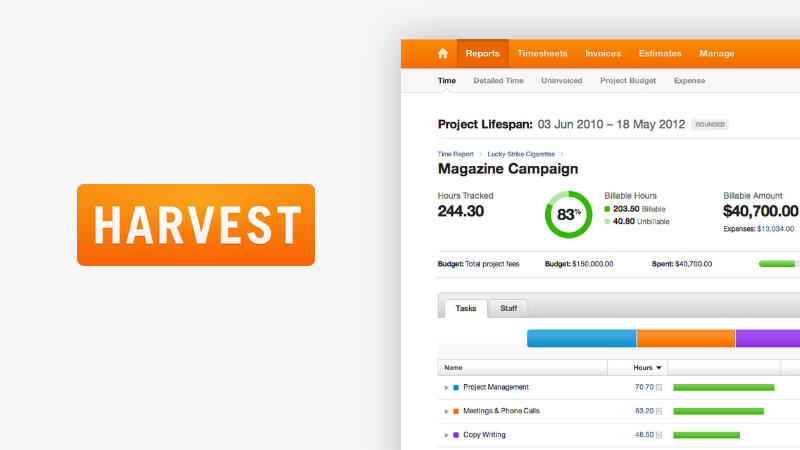 HARVEST
Reports Timesheets Invoices Estimates Manage
Time Detailed Time Uninvoiced Project Budget Expense
Project Lifespan: 03 Jun 2010 – 18 May 2012 ROUNDED
Time Report Lucky Strike Cigarettes
Magazine Campaign
Hours Tracked
244.30
83%
Billable Hours
203.50 Billable
40.80 Unbillable
Billable Amount
$40,700.00
Expenses: $13,034.00
Budget: Total project fees Budget: $150,000.00 Spent: $40,700.00
Tasks Staff
Name Hours
Project Management 70.70
Meetings & Phone Calls 63.20
Copy Writing 46.50